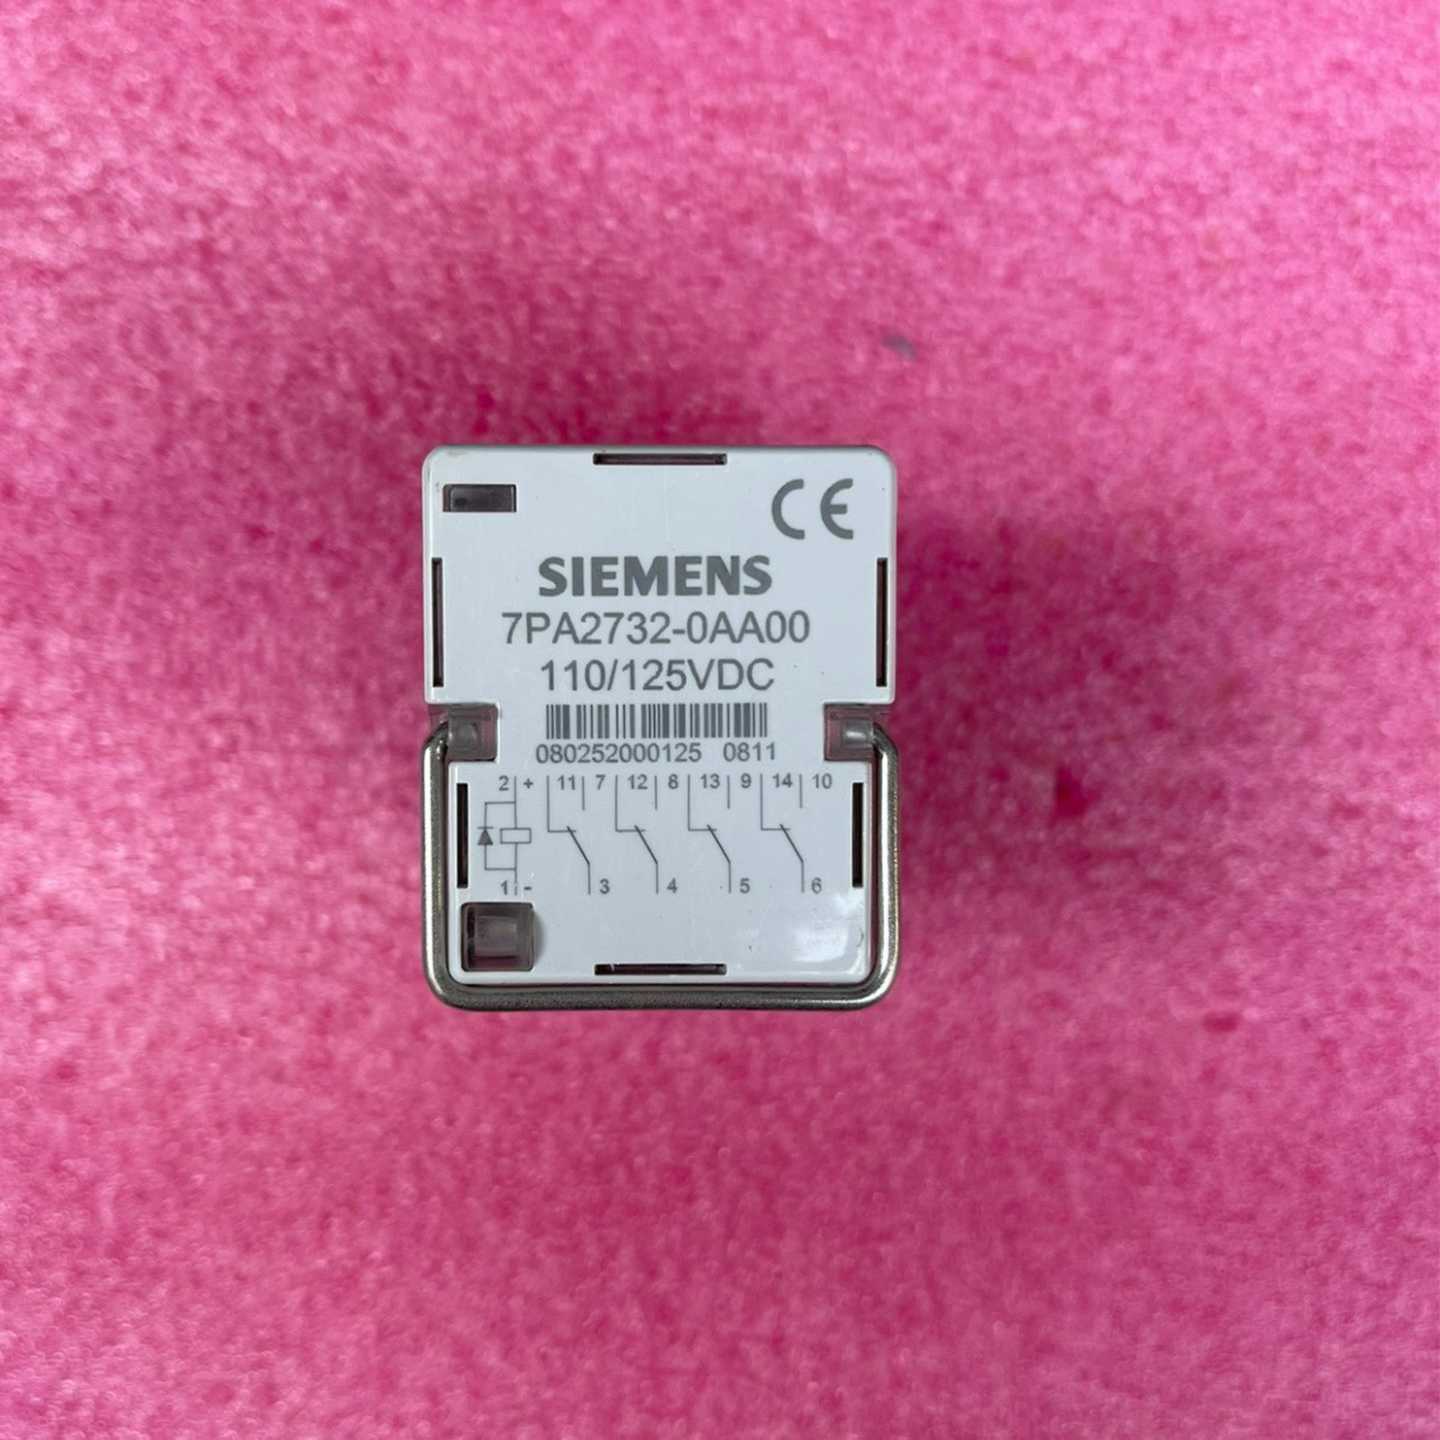 CE
SIEMENS
7PA2732-0AA00
110/125VDC
080252000125 0811
2 + 11 7 12 8 13 9 14 10
1 - 3 4 5 6